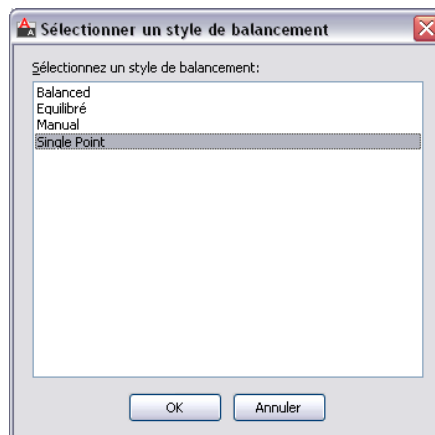 Sélectionner un style de balancement
Sélectionnez un style de balancement:
Balanced
Equilibré
Manual
Single Point
OK
Annuler